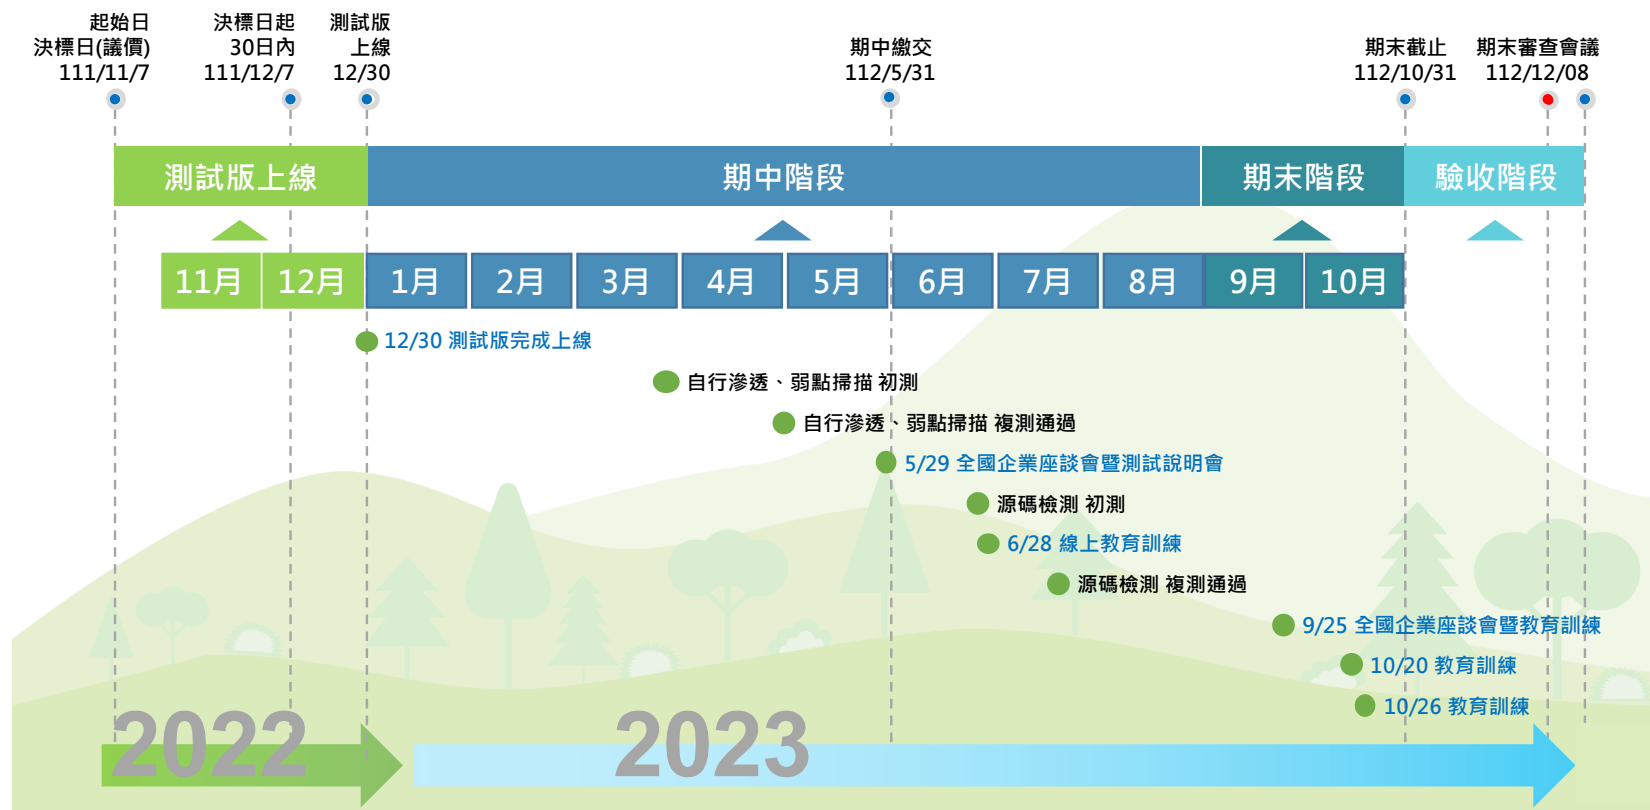 起始日
決標日(議價)
111/11/7
決標日起
30日內
111/12/7
測試版
上線
12/30
期中繳交
112/5/31
期末截止
112/10/31
期末審查會議
112/12/08
測試版上線
期中階段
期末階段
驗收階段
11月
12月
1月
2月
3月
4月
5月
6月
7月
8月
9月
10月
12/30 測試版完成上線
自行滲透、弱點掃描 初測
自行滲透、弱點掃描 複測通過
5/29 全國企業座談會暨測試說明會
源碼檢測 初測
6/28 線上教育訓練
源碼檢測 複測通過
9/25 全國企業座談會暨教育訓練
10/20 教育訓練
10/26 教育訓練
2022
2023